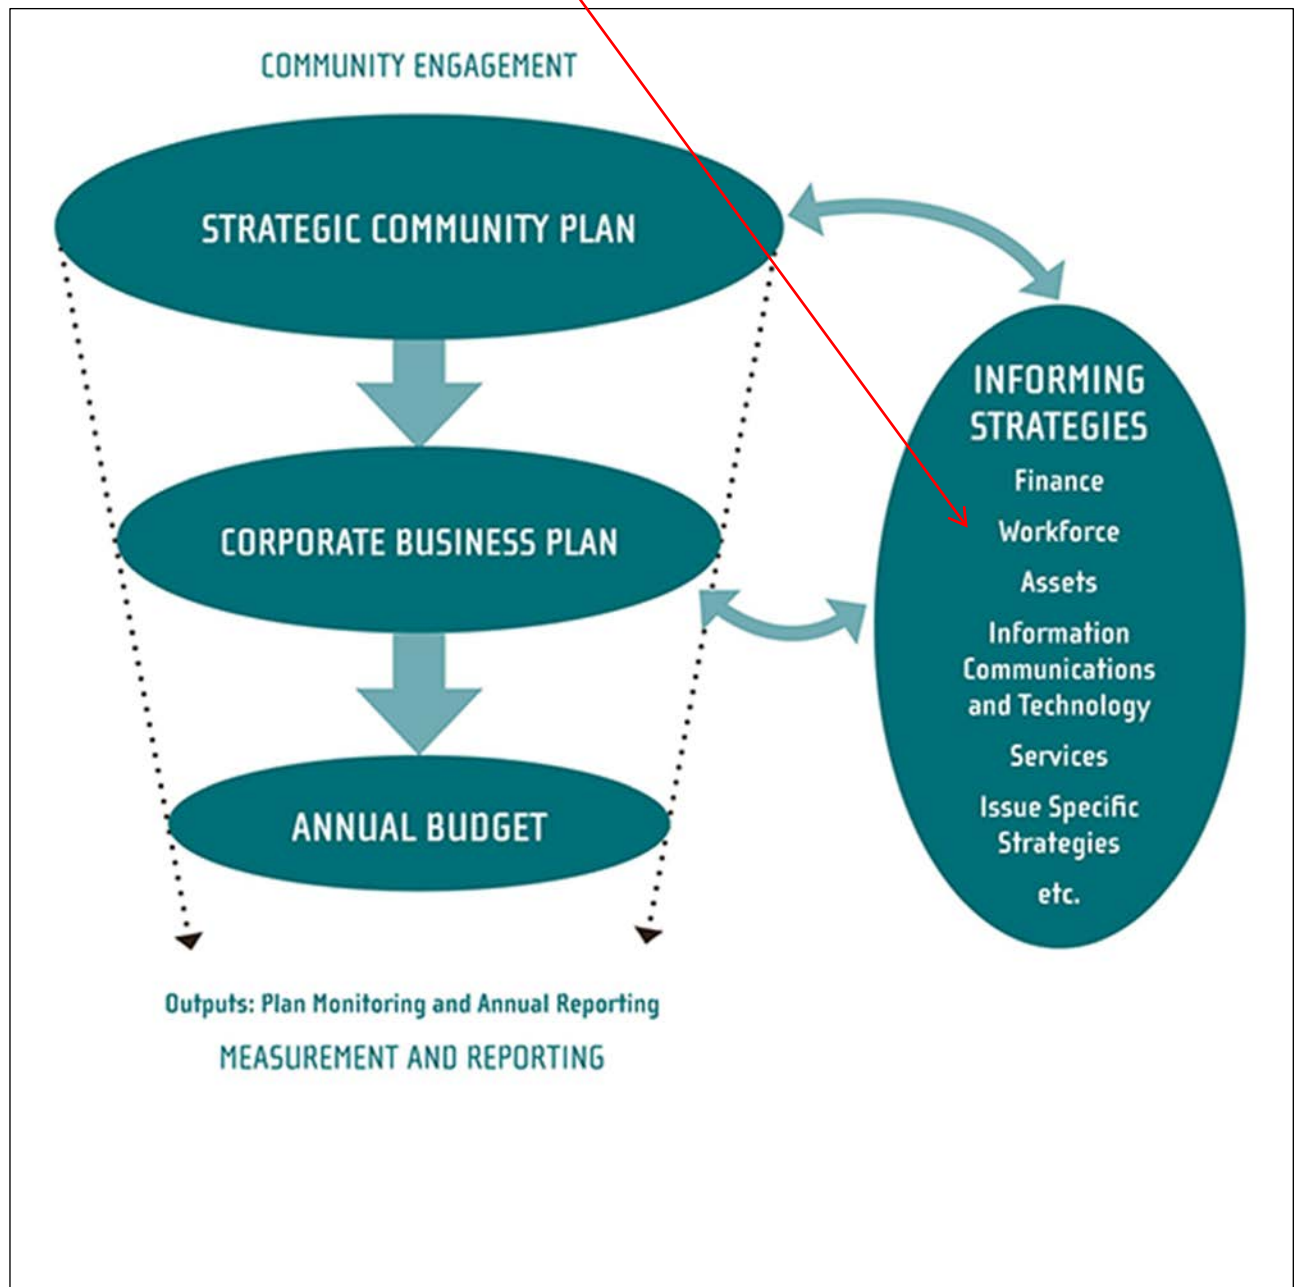 COMMUNITY ENGAGEMENT
STRATEGIC COMMUNITY PLAN
CORPORATE BUSINESS PLAN
ANNUAL BUDGET
INFORMING
STRATEGIES
Finance
Workforce
Assets
Information
Communications
and Technology
Services
Issue Specific
Strategies
etc.
Outputs: Plan Monitoring and Annual Reporting
MEASUREMENT AND REPORTING